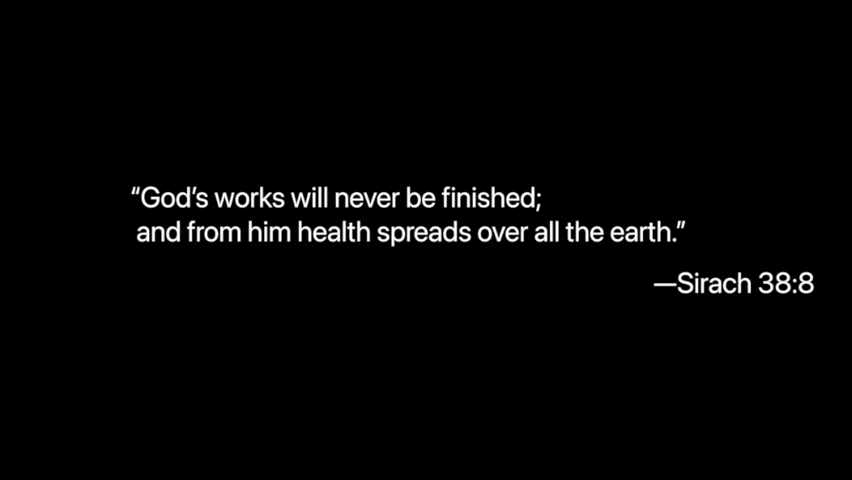 “God’s works will never be finished;
and from him health spreads over all the earth.”
—Sirach 38:8